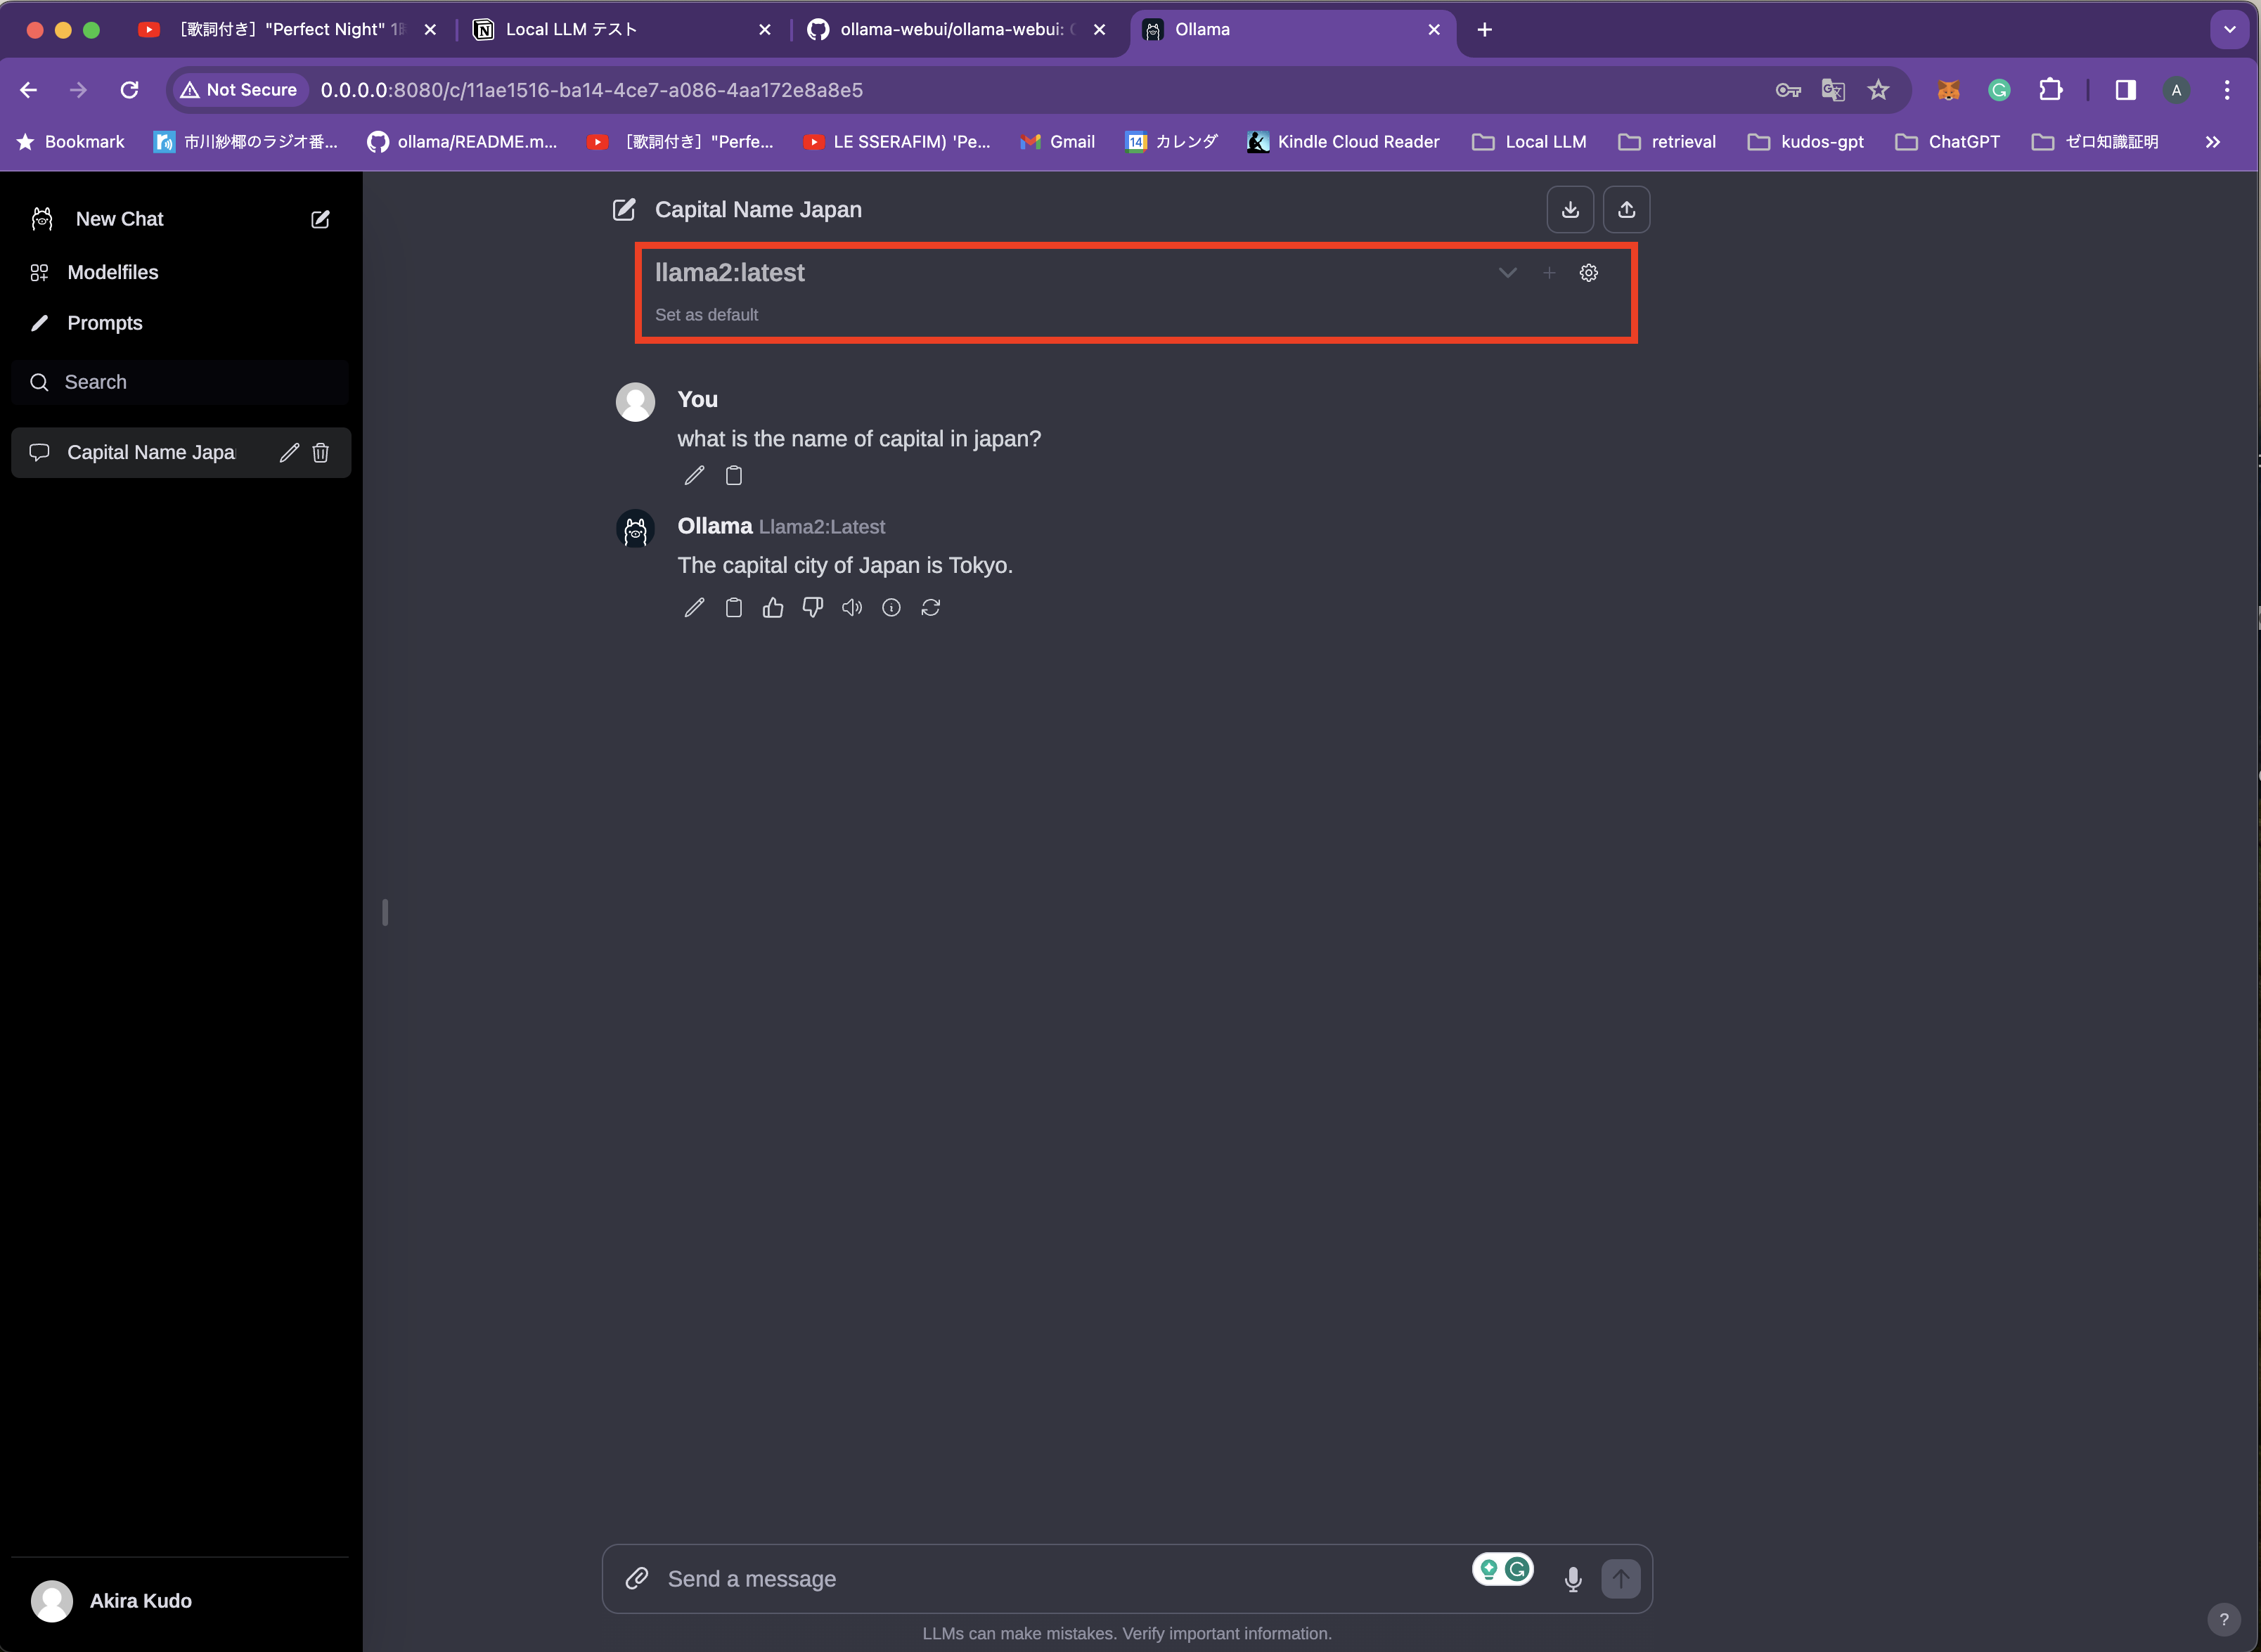 ［歌詞付き］"Perfect Night" 1
Local LLM テスト
ollama-webui/ollama-webui:
Ollama
Not Secure
0.0.0.0:8080/c/11ae1516-ba14-4ce7-a086-4aa172e8a8e5
A
Bookmark
市川紗椰のラジオ番...
ollama/README.m...
［歌詞付き］"Perfe...
LE SSERAFIM) 'Pe...
Gmail
14
カレンダ
Kindle Cloud Reader
Local LLM
retrieval
kudos-gpt
ChatGPT
ゼロ知識証明
New Chat
Modelfiles
Prompts
Search
Capital Name Japa
Akira Kudo
Capital Name Japan
llama2:latest
Set as default
You
what is the name of capital in japan?
Ollama Llama2:Latest
The capital city of Japan is Tokyo.
Send a message
LLMs can make mistakes. Verify important information.
?